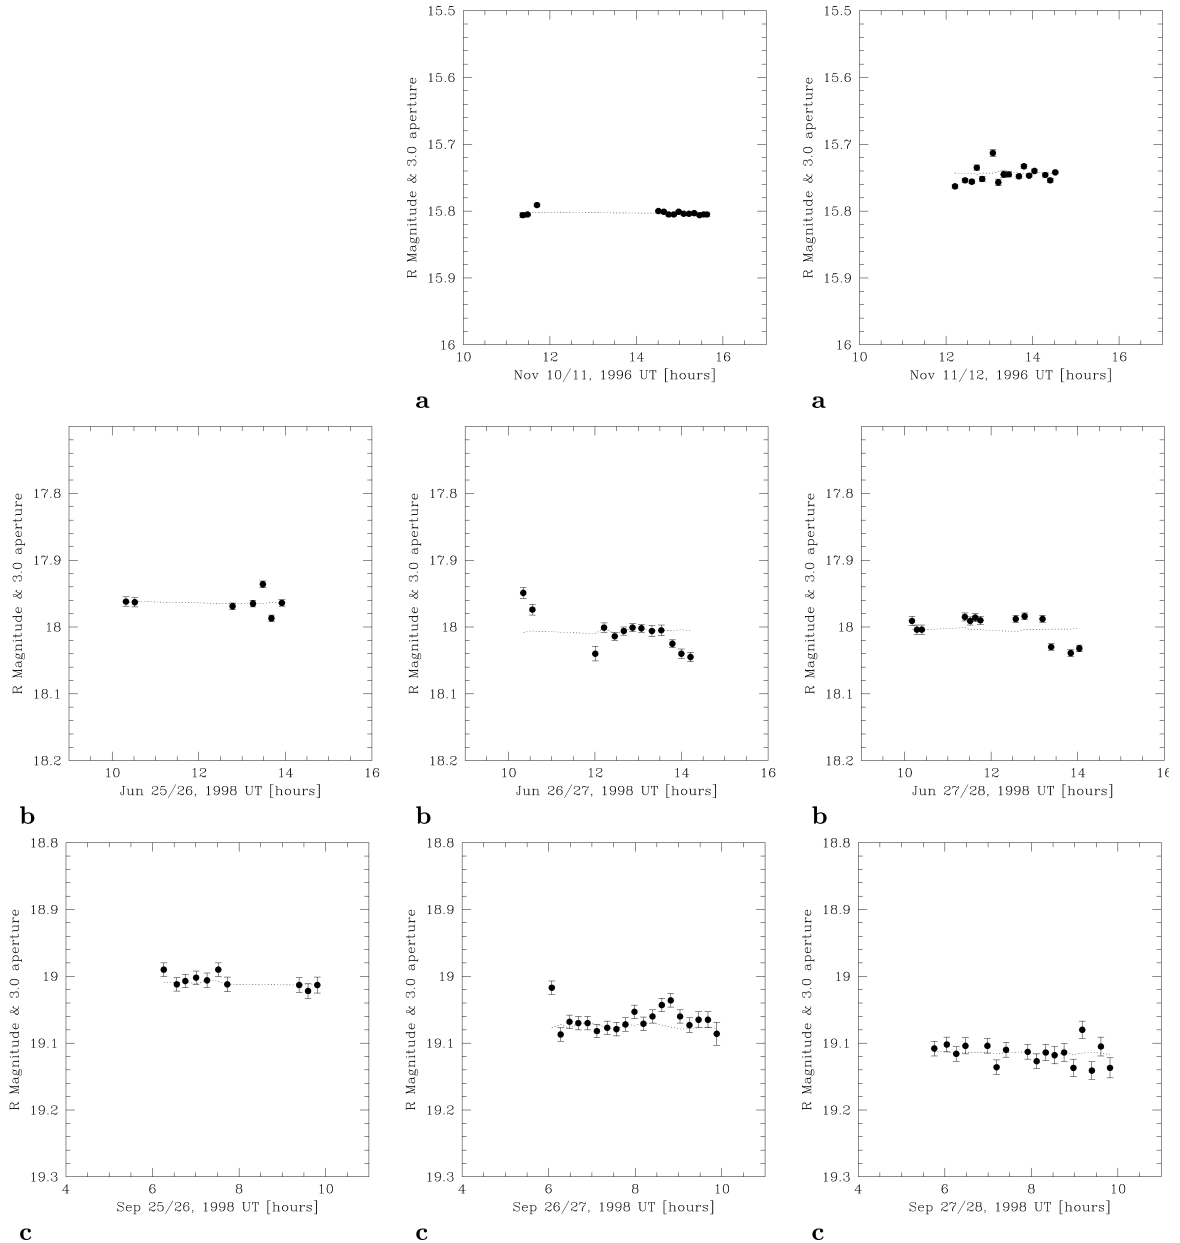 15.5
15.6
15.7
15.8
15.9
16
R Magnitude & 3.0 aperture
10 12 14 16
Nov 10/11, 1996 UT [hours]
a
15.5
15.6
15.7
15.8
15.9
16
R Magnitude & 3.0 aperture
10 12 14 16
Nov 11/12, 1996 UT [hours]
a
17.8
17.9
18
18.1
18.2
R Magnitude & 3.0 aperture
10 12 14 16
Jun 25/26, 1998 UT [hours]
b
17.8
17.9
18
18.1
18.2
R Magnitude & 3.0 aperture
10 12 14 16
Jun 26/27, 1998 UT [hours]
b
17.8
17.9
18
18.1
18.2
R Magnitude & 3.0 aperture
10 12 14 16
Jun 27/28, 1998 UT [hours]
b
18.8
18.9
19
19.1
19.2
19.3
R Magnitude & 3.0 aperture
4 6 8 10
Sep 25/26, 1998 UT [hours]
c
18.8
18.9
19
19.1
19.2
19.3
R Magnitude & 3.0 aperture
4 6 8 10
Sep 26/27, 1998 UT [hours]
c
18.8
18.9
19
19.1
19.2
19.3
R Magnitude & 3.0 aperture
4 6 8 10
Sep 27/28, 1998 UT [hours]
c